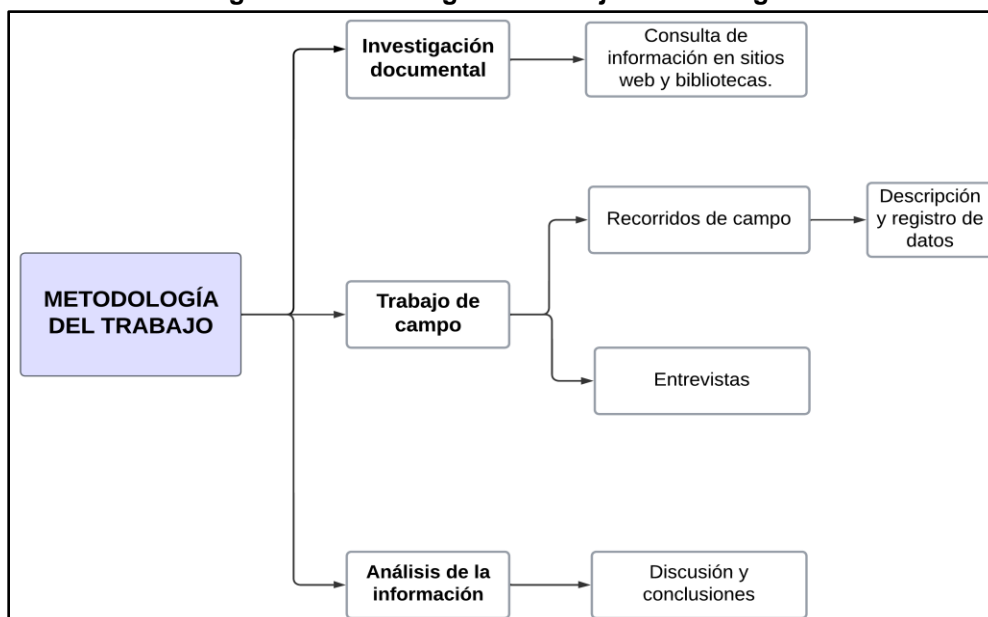 Investigación
documental
Consulta de
información en sitios
web y bibliotecas.
METODOLOGÍA
DEL TRABAJO
Trabajo de
campo
Recorridos de campo
Descripción
y registro de
datos
Entrevistas
Análisis de la
información
Discusión y
conclusiones